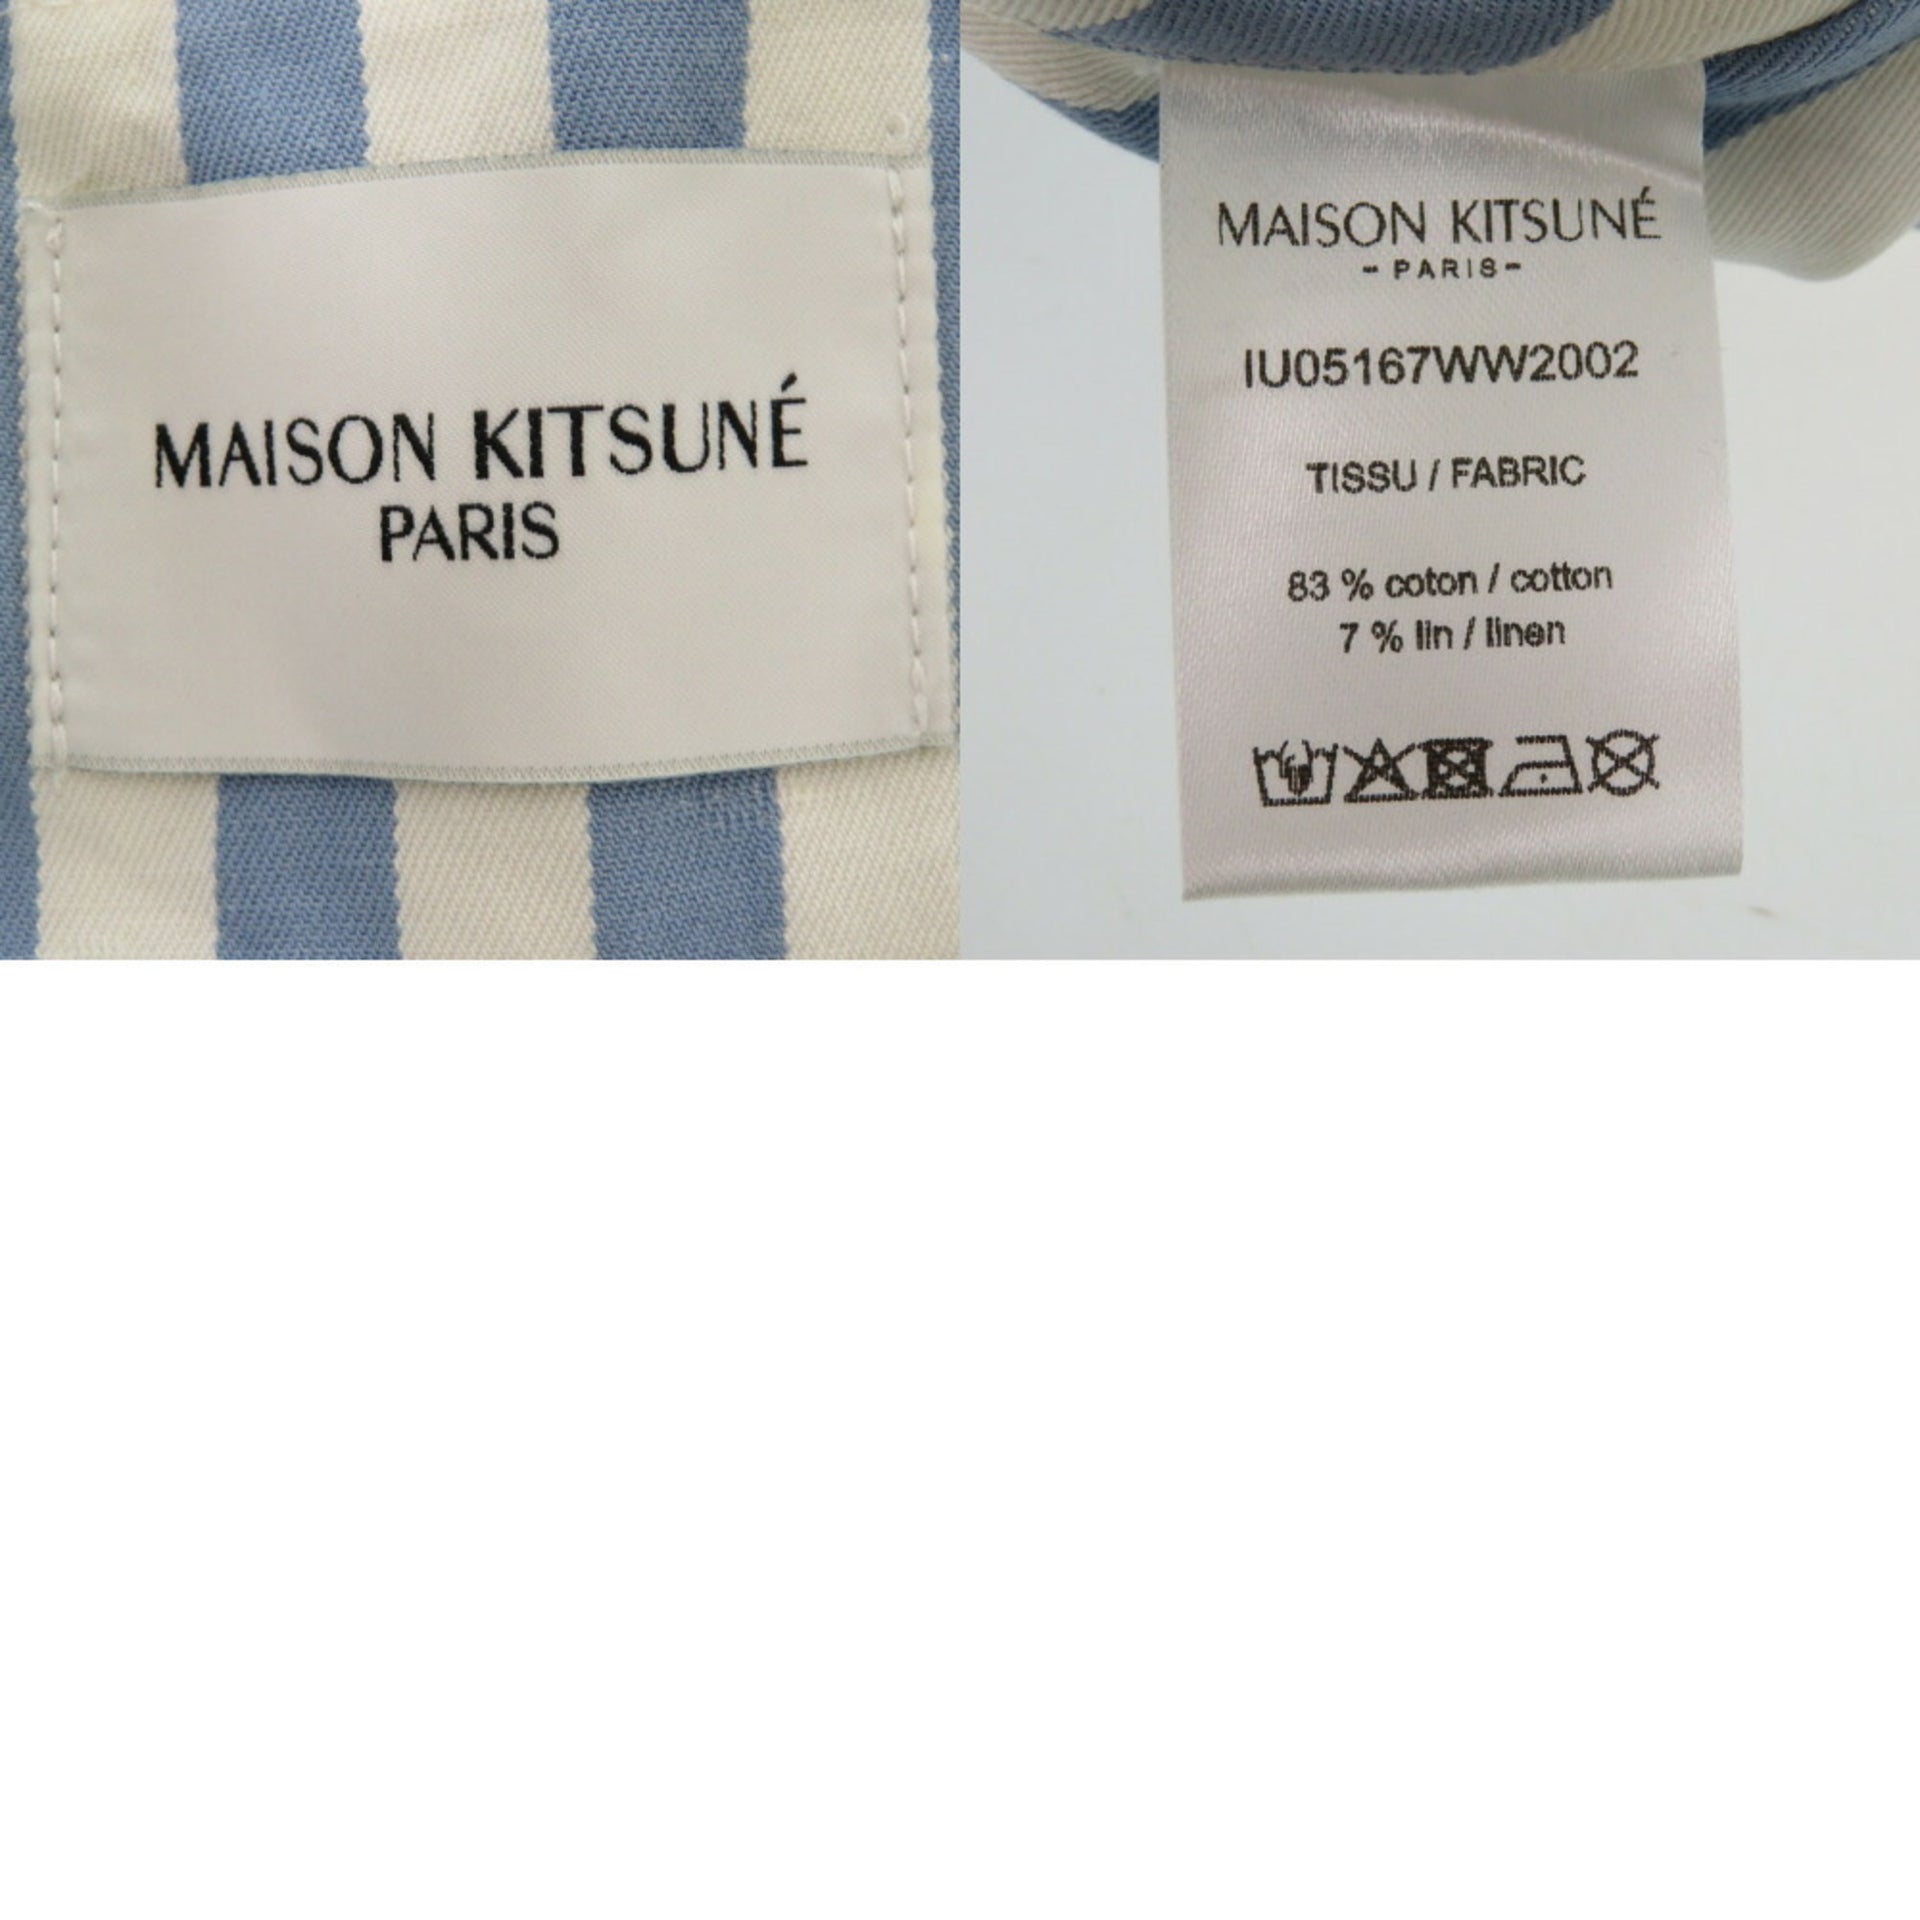 MAISON KITSUNÉ
PARIS
MAISON KITSUNÉ
- PARIS -
IU05167WW2002
TISSU / FABRIC
83 % coton / cotton
7 % lin / linen